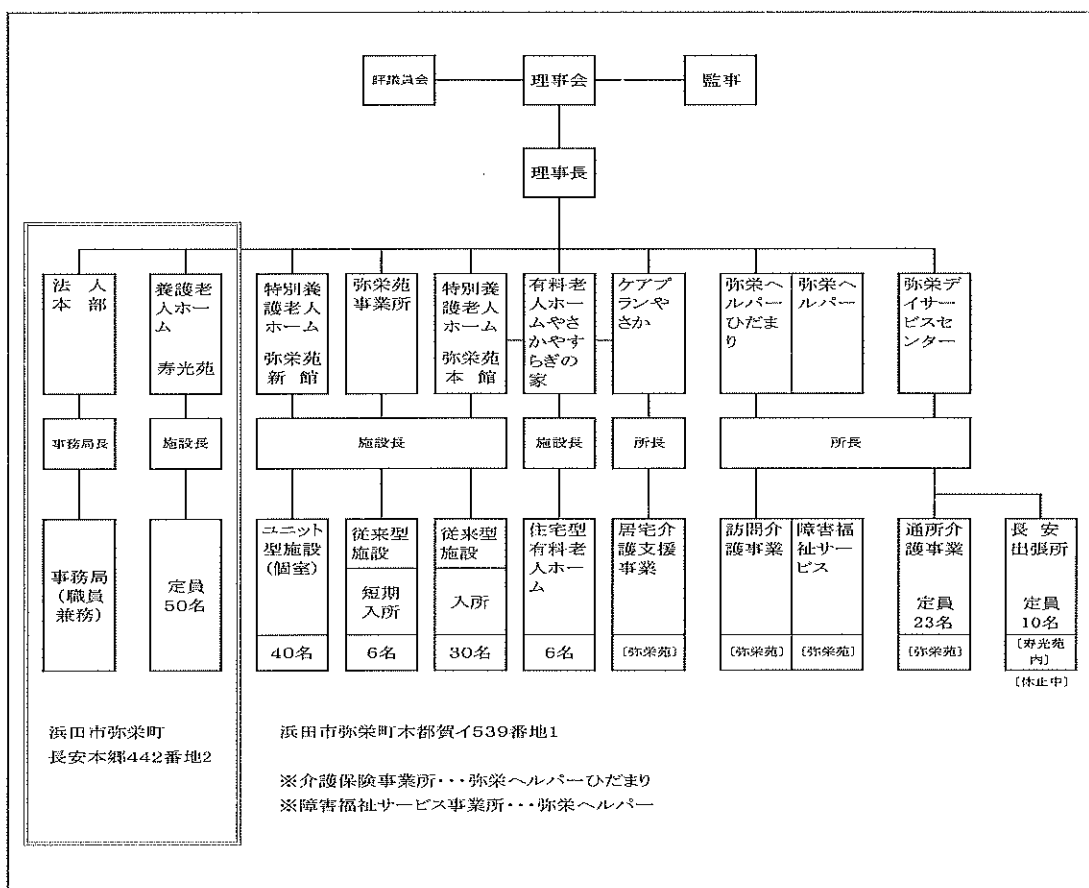 評議員会
理事会
監事
理事長
法人
本部
養護老
人ホー
ム
寿光苑
特別養
護老人
ホーム
弥栄苑
新館
弥栄苑
事業所
特別養
護老人
ホーム
弥栄苑
本館
有料老
人ホー
ムやさ
かやす
らぎの
家
ケアプ
ランや
さか
弥栄ヘ
ルパー
ひだま
り
弥栄ヘ
ルパー
弥栄デ
イサー
ビスセ
ンター
事務局長
施設長
施設長
施設長
所長
所長
事務局
(職員
兼務)
定員
50名
ユニット
型施設
(個室)
40名
従来型
施設
短期
入所
6名
従来型
施設
入所
30名
住宅型
有料老
人ホー
ム
6名
居宅介
護支援
事業
〔弥栄苑〕
訪問介
護事業
〔弥栄苑〕
障害福
祉サー
ビス
〔弥栄苑〕
通所介
護事業
定員
23名
〔弥栄苑〕
長安
出張所
定員
10名
〔寿光苑
内〕
〔休止中〕
浜田市弥栄町
長安本郷442番地2
浜田市弥栄町木都賀イ539番地1
※介護保険事業所・・・弥栄ヘルパーひだまり
※障害福祉サービス事業所・・・弥栄ヘルパー